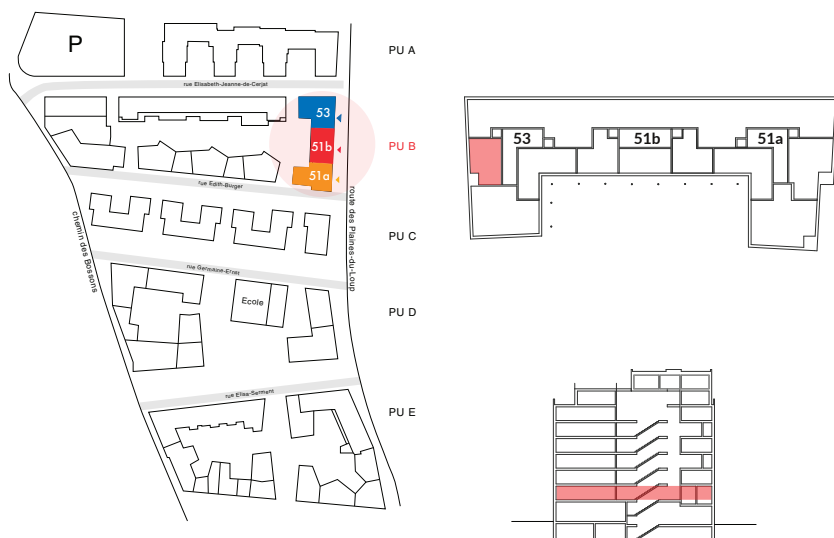 P
PU A
rue Elisabeth-Jeanne-de-Cerjat
53
51b
51a
PU B
rue Edith-Burger
route des Plaines-du-Loup
chemin des Bossons
PU C
rue Germaine-Ernst
Ecole
PU D
rue Elisa-Serment
PU E
53
51b
51a